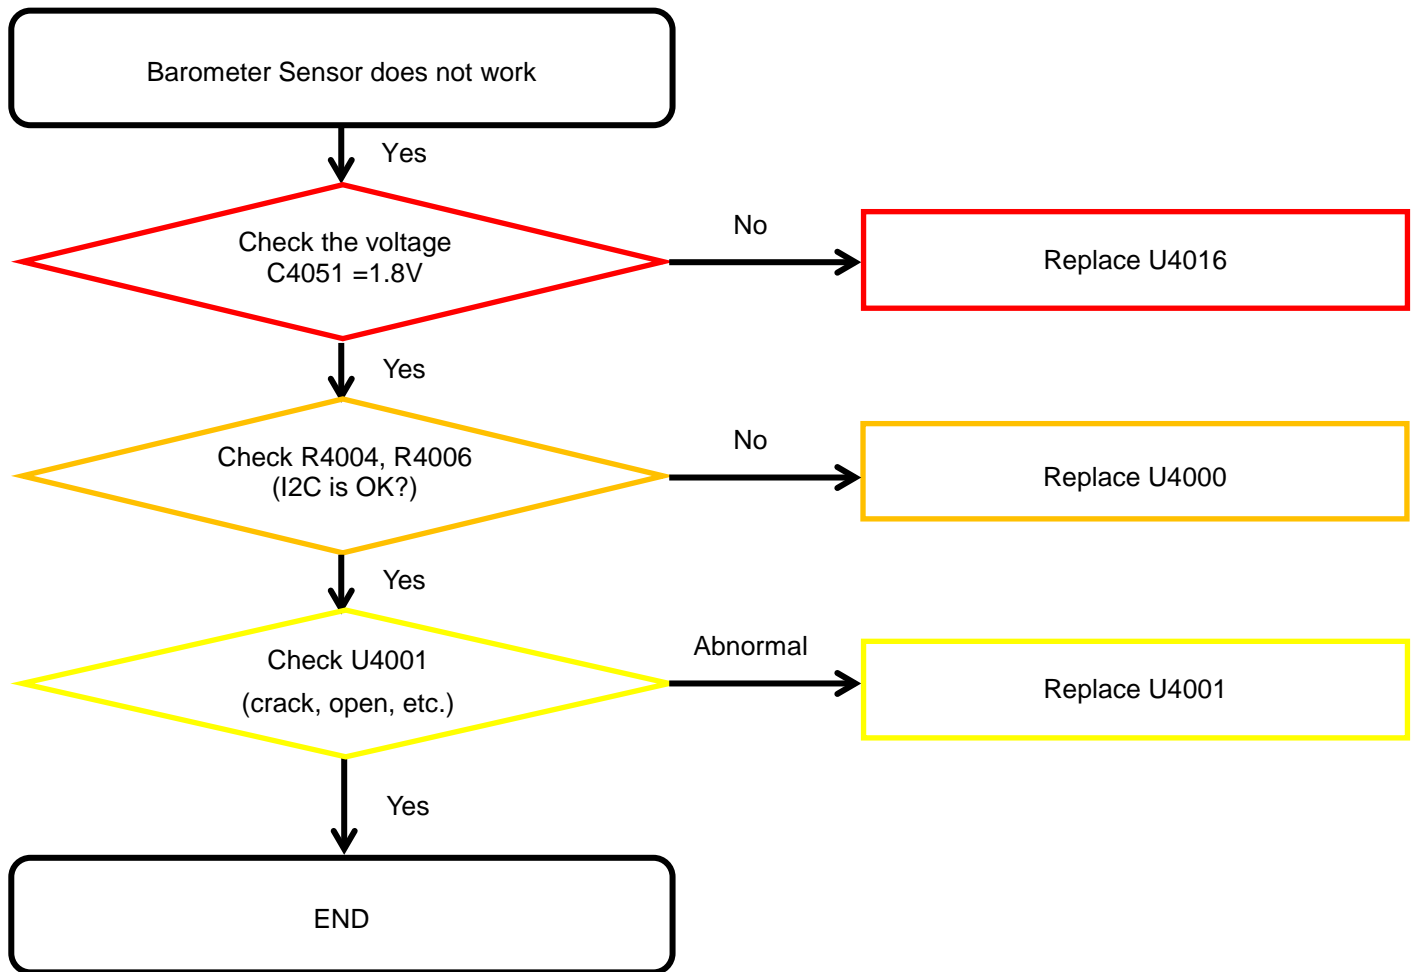 Barometer Sensor does not work
Yes
Check the voltage
C4051 =1.8V
No
Replace U4016
Yes
Check R4004, R4006
(I2C is OK?)
No
Replace U4000
Yes
Check U4001
(crack, open, etc.)
Abnormal
Replace U4001
Yes
END